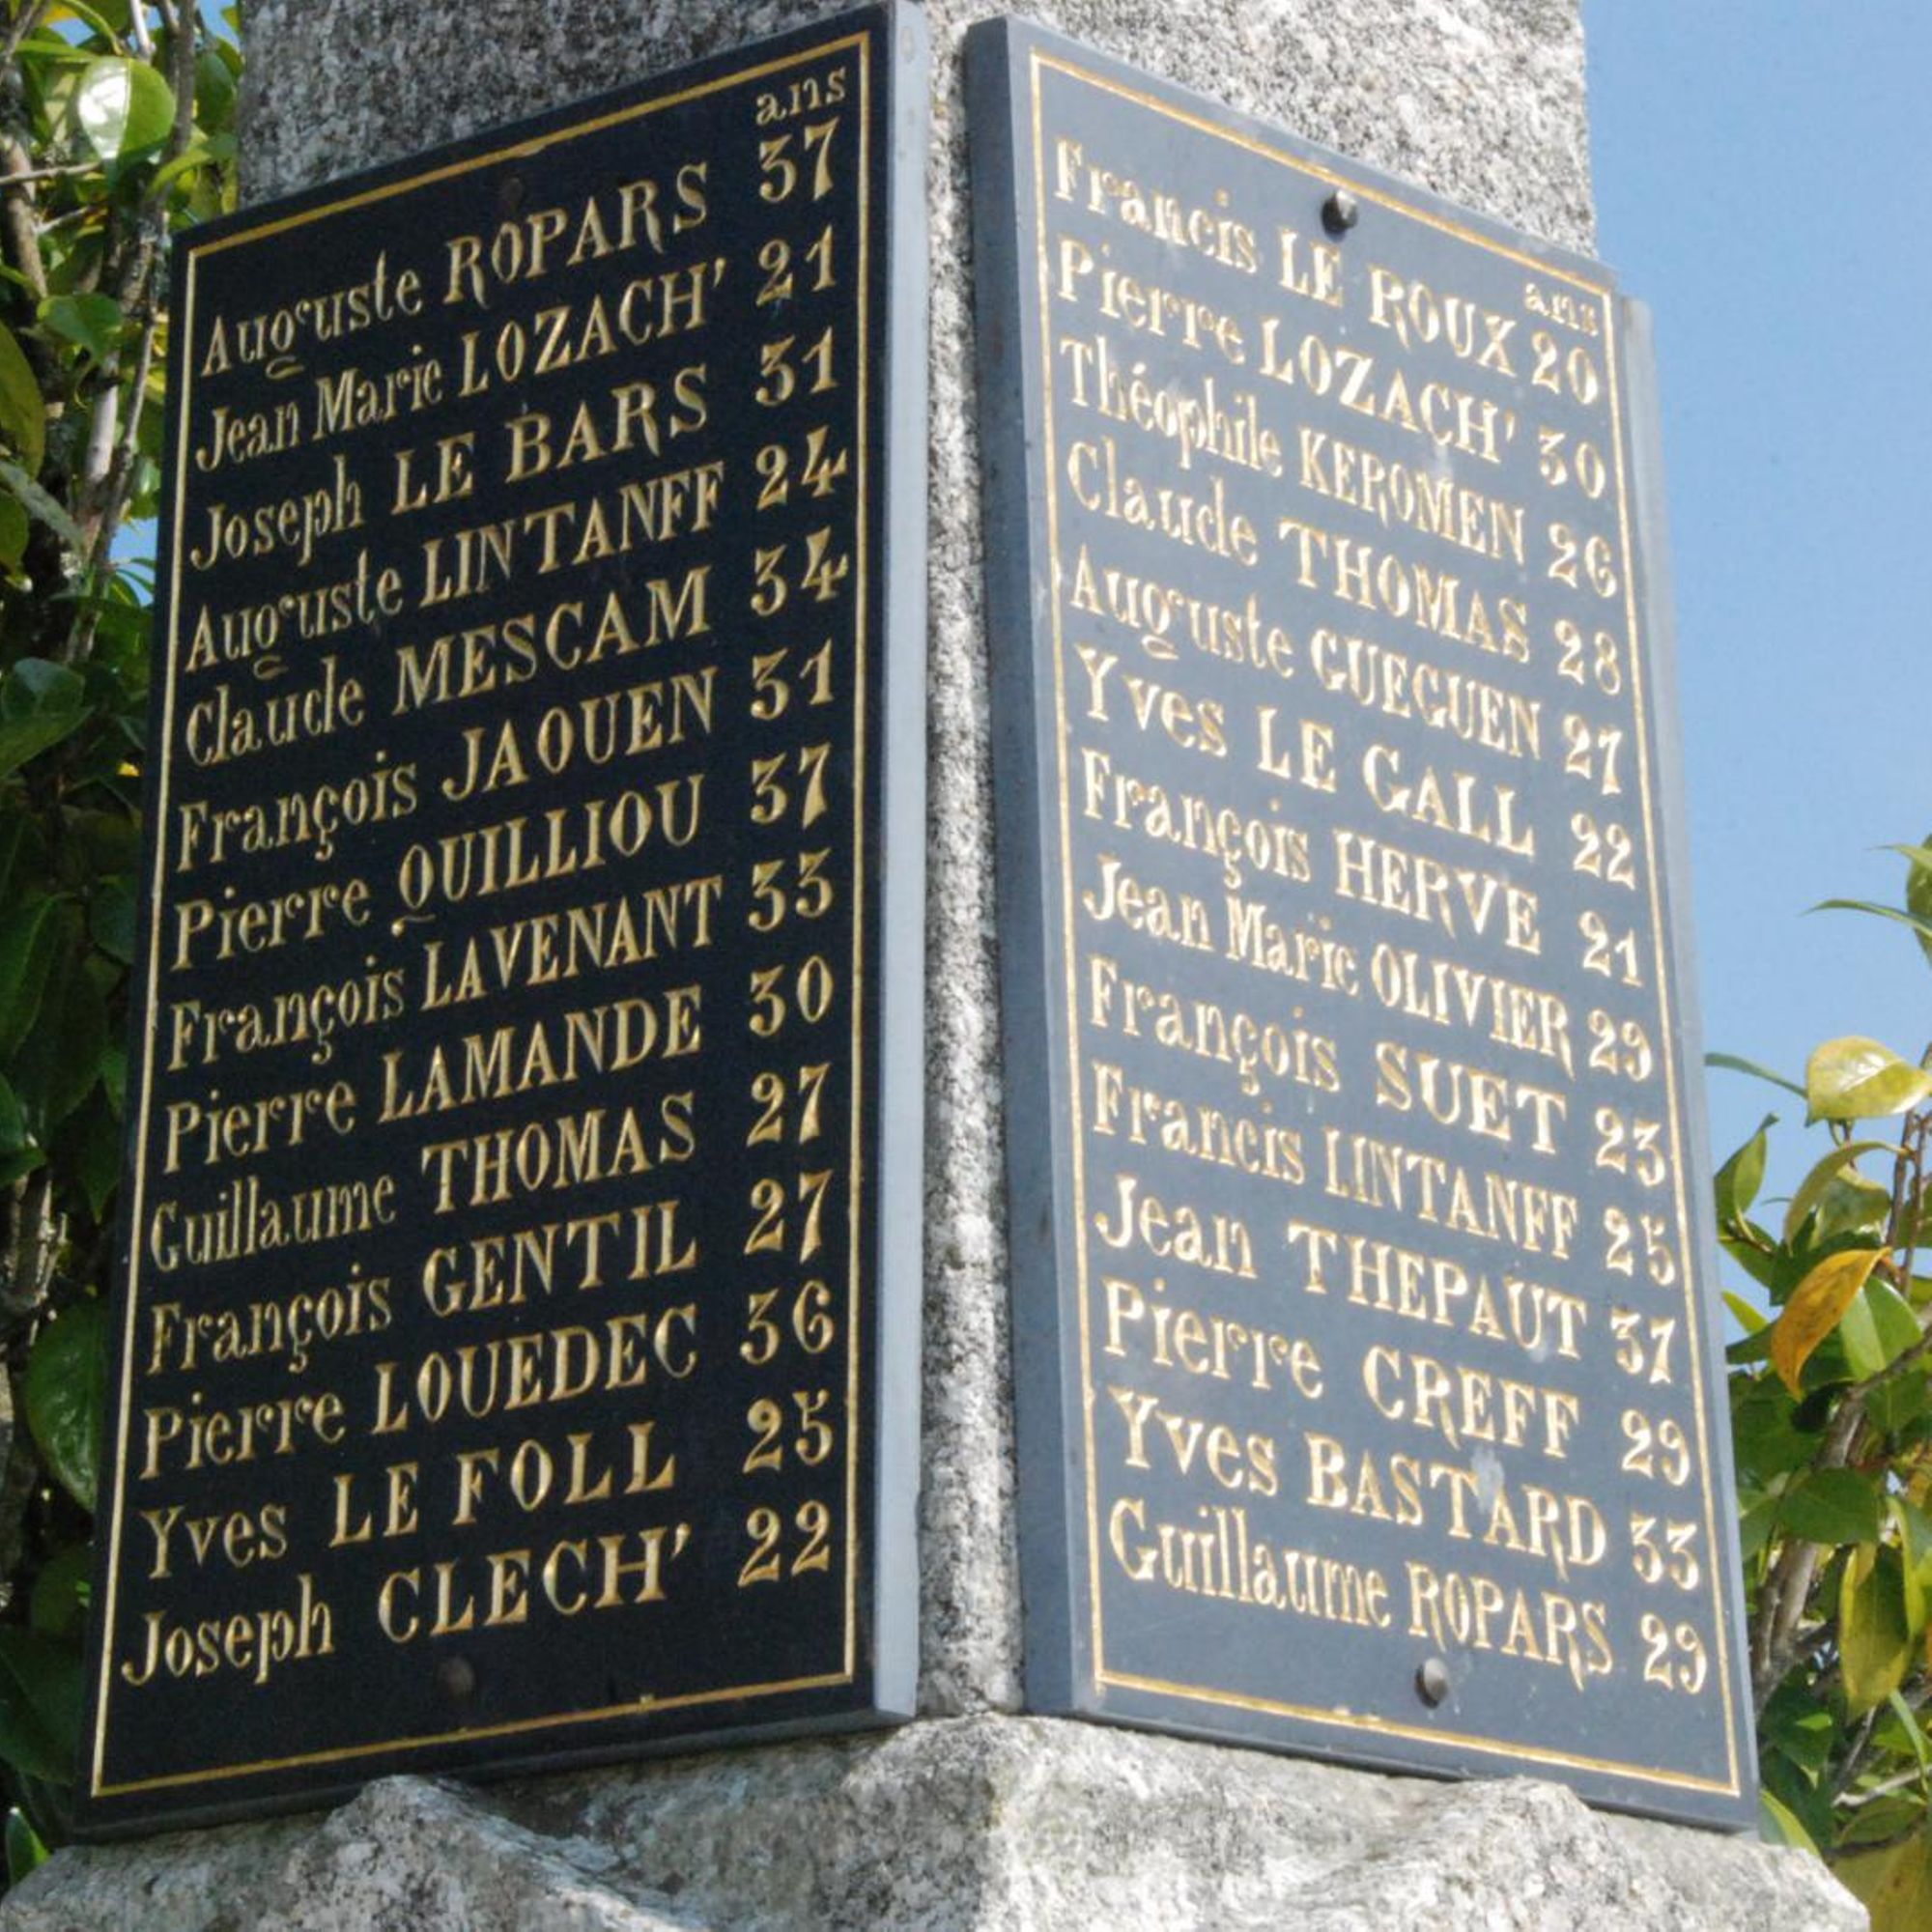 ans
Auguste ROPARS 37
Jean Marie LOZACH' 21
Joseph LE BARS 31
Auguste LINTANFF 24
Claude MESCAM 34
François JAOUEN 31
Pierre QUILLIOU 37
François LAVENANT 33
Pierre LAMANDE 30
Guillaume THOMAS 27
François GENTIL 27
Pierre LOUEDEC 36
Yves LE FOLL 25
Joseph CLECH' 22
ans
Francis LE ROUX 20
Pierre LOZACH' 30
Théophile KEROMEN 26
Claude THOMAS 28
Auguste GUEGUEN 27
Yves LE GALL 22
François HERVE 21
Jean Marie OLIVIER 29
François SUET 23
Francis LINTANFF 25
Jean THEPAUT 37
Pierre CREFF 29
Yves BASTARD 33
Guillaume ROPARS 29